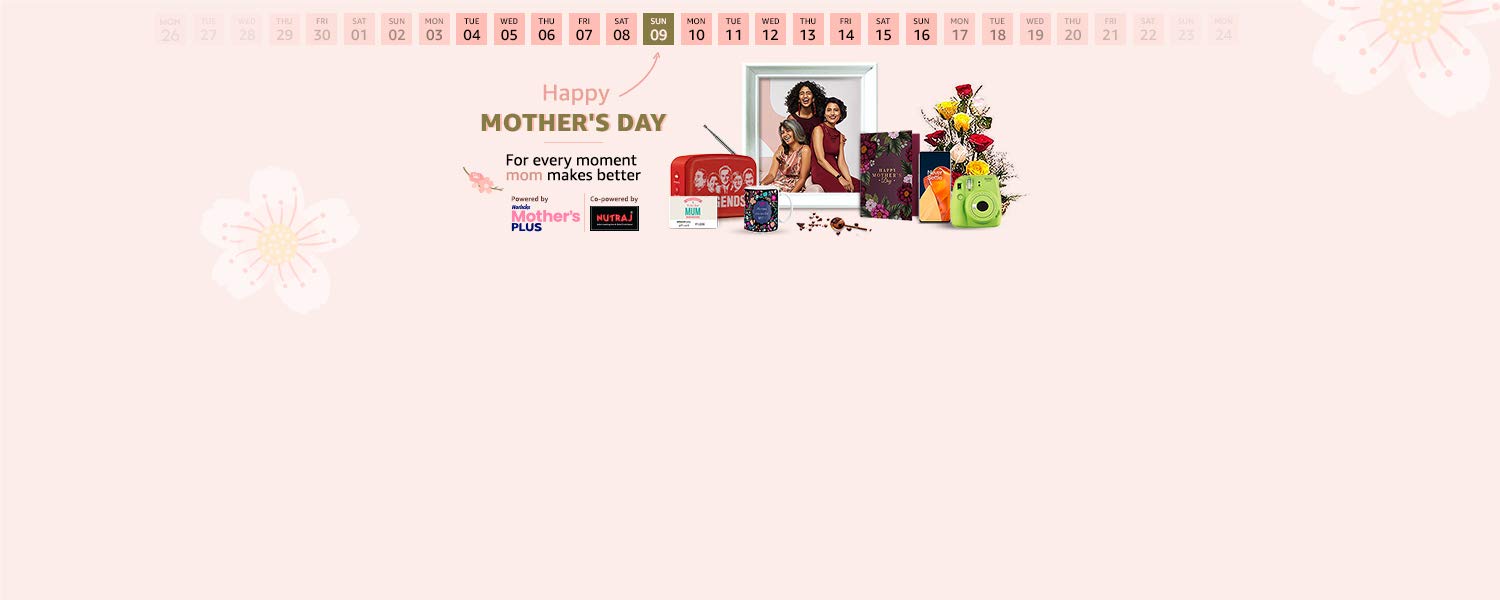 MON TUE WED THU FRI SAT SUN MON TUE WED THU FRI SAT SUN MON TUE WED THU FRI SAT SUN MON TUE WED THU FRI SAT SUN MON
26 27 28 29 30 01 02 03 04 05 06 07 08 09 10 11 12 13 14 15 16 17 18 19 20 21 22 23 24
Happy
MOTHER'S DAY
For every moment
mom makes better
Powered by
Horlicks
Mother's
PLUS
Co-powered by
NUTRAJ
GENDS
MUM
HAPPY
MOTHER'S
Day
Never
Settle